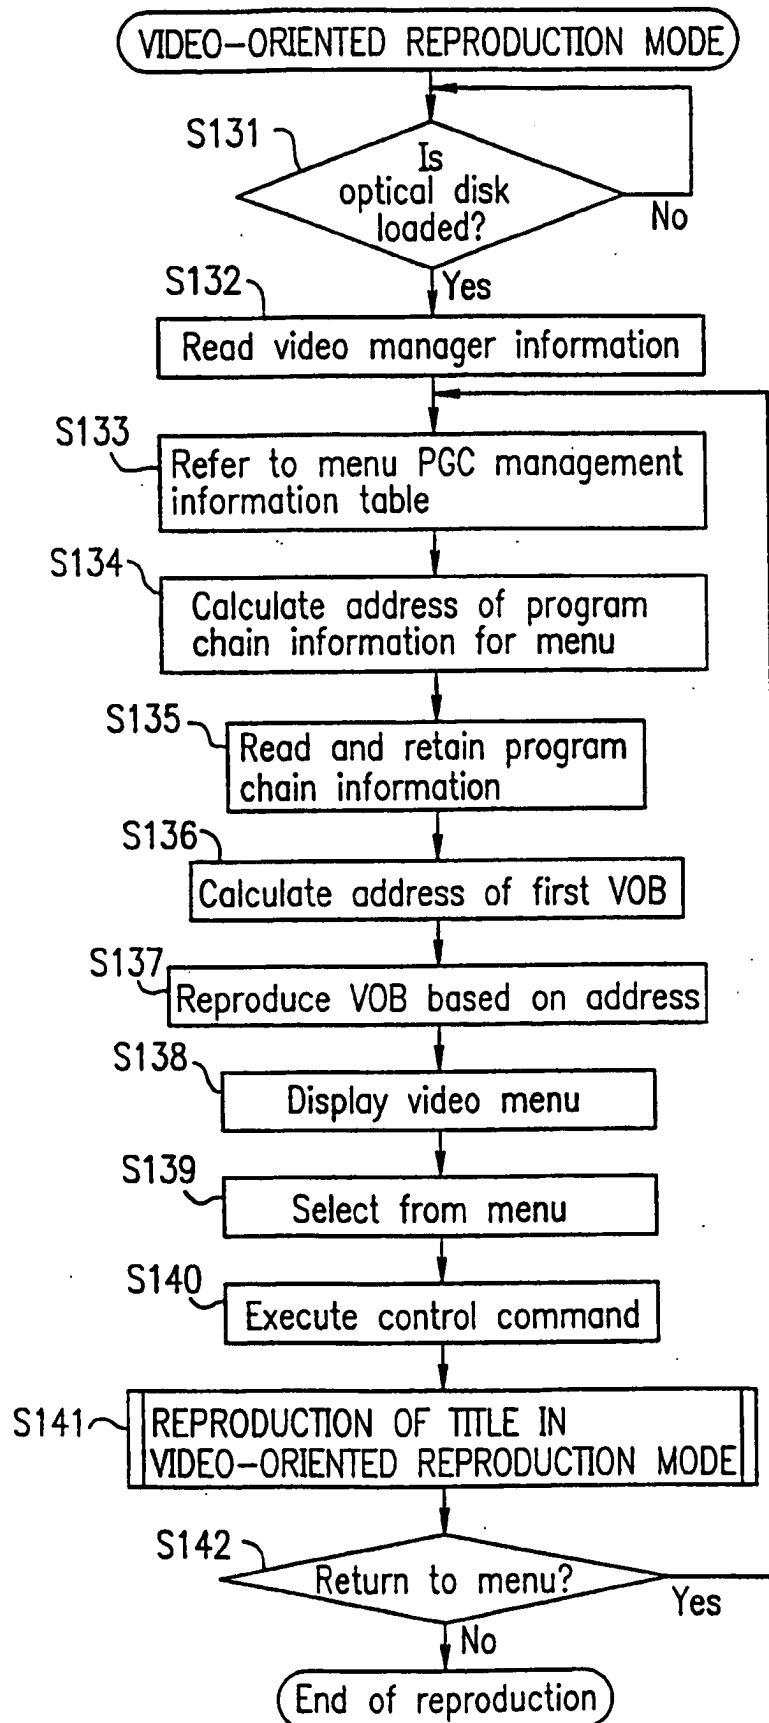 VIDEO-ORIENTED REPRODUCTION MODE
S131
Is
optical disk
loaded?
No
Yes
S132
Read video manager information
S133
Refer to menu PGC management
information table
S134
Calculate address of program
chain information for menu
S135
Read and retain program
chain information
S136
Calculate address of first VOB
S137
Reproduce VOB based on address
S138
Display video menu
S139
Select from menu
S140
Execute control command
S141
REPRODUCTION OF TITLE IN
VIDEO-ORIENTED REPRODUCTION MODE
S142
Return to menu?
Yes
No
End of reproduction